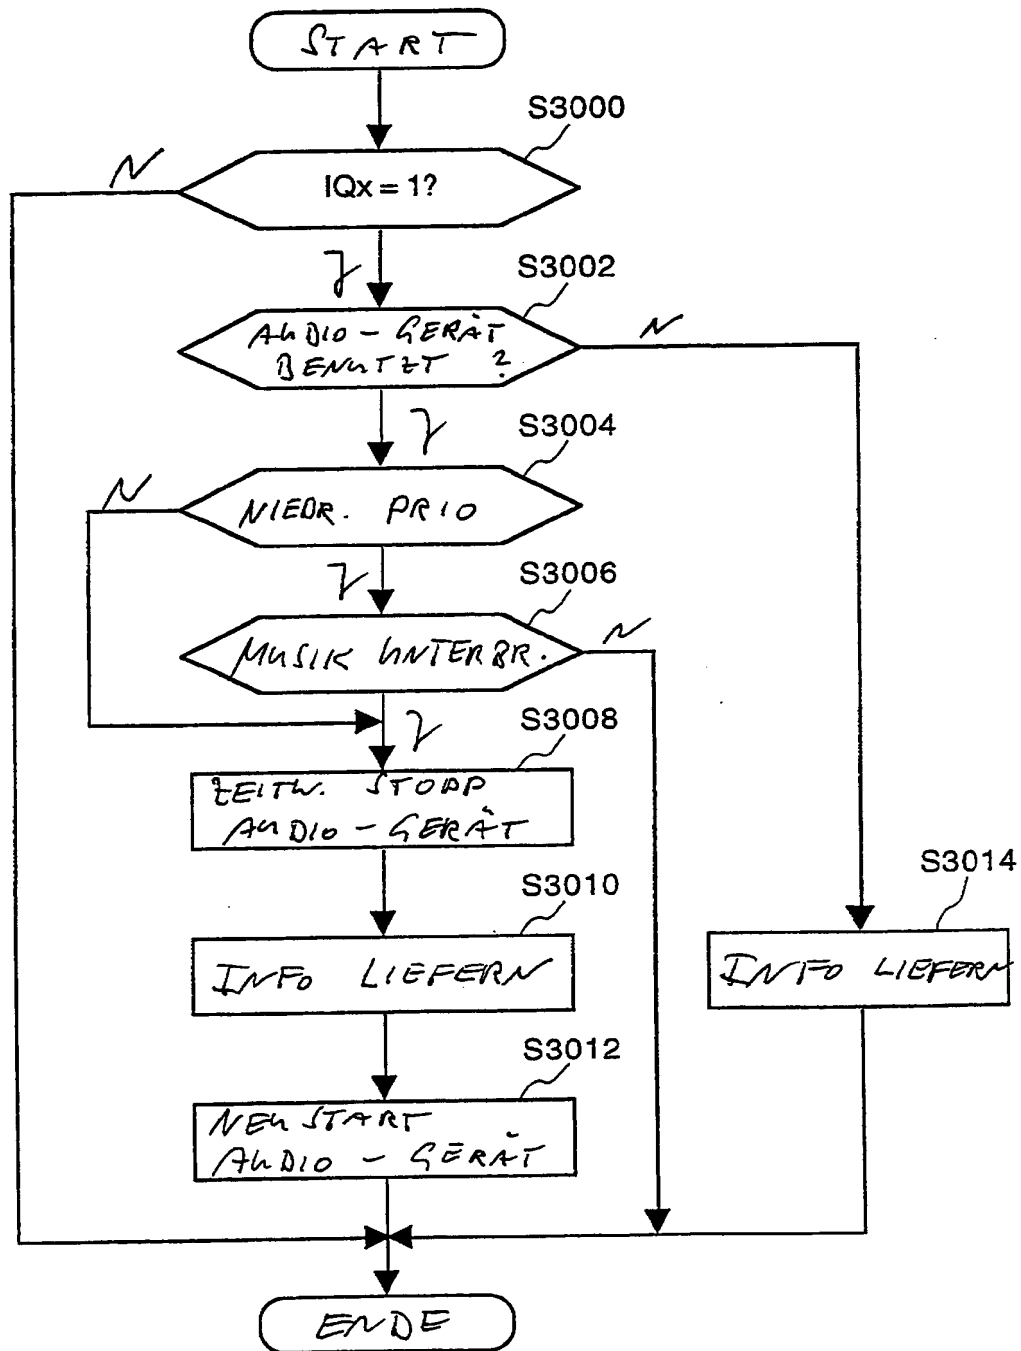 START
S3000
N
IQx = 1?
J
S3002
AUDIO - GERÄT
BENUTZT ?
N
J
S3004
N
NIEDR. PRIO
J
S3006
MUSIK UNTERBR.
N
J
S3008
ZEITW. STOPP
AUDIO - GERÄT
S3010
INFO LIEFERN
S3014
INFO LIEFERN
S3012
NEUSTART
AUDIO - GERÄT
ENDE